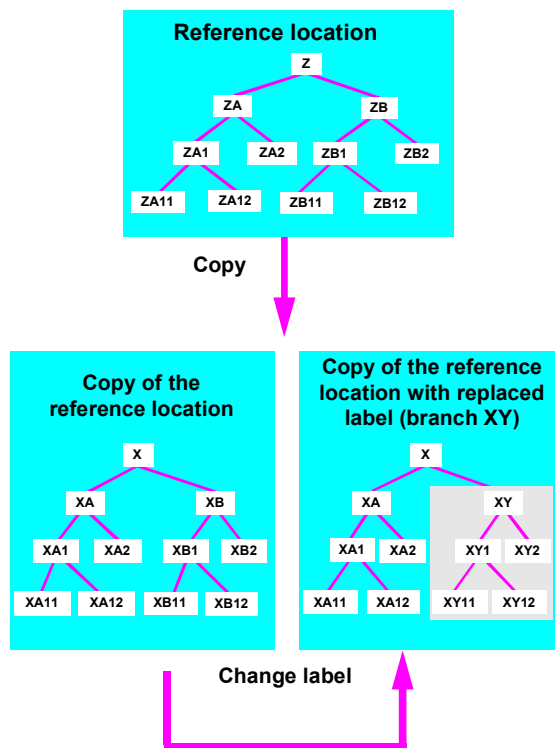 Reference location
Z
ZA ZB
ZA1 ZA2 ZB1 ZB2
ZA11 ZA12 ZB11 ZB12
Copy
Copy of the
reference location
X
XA XB
XA1 XA2 XB1 XB2
XA11 XA12 XB11 XB12
Copy of the reference
location with replaced
label (branch XY)
X
XA XY
XA1 XA2 XY1 XY2
XA11 XA12 XY11 XY12
Change label